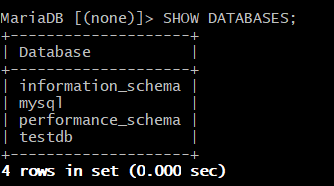 MariaDB [(none)]> SHOW DATABASES;
+--------------------+
| Database           |
+--------------------+
| information_schema |
| mysql              |
| performance_schema |
| testdb             |
+--------------------+
4 rows in set (0.000 sec)